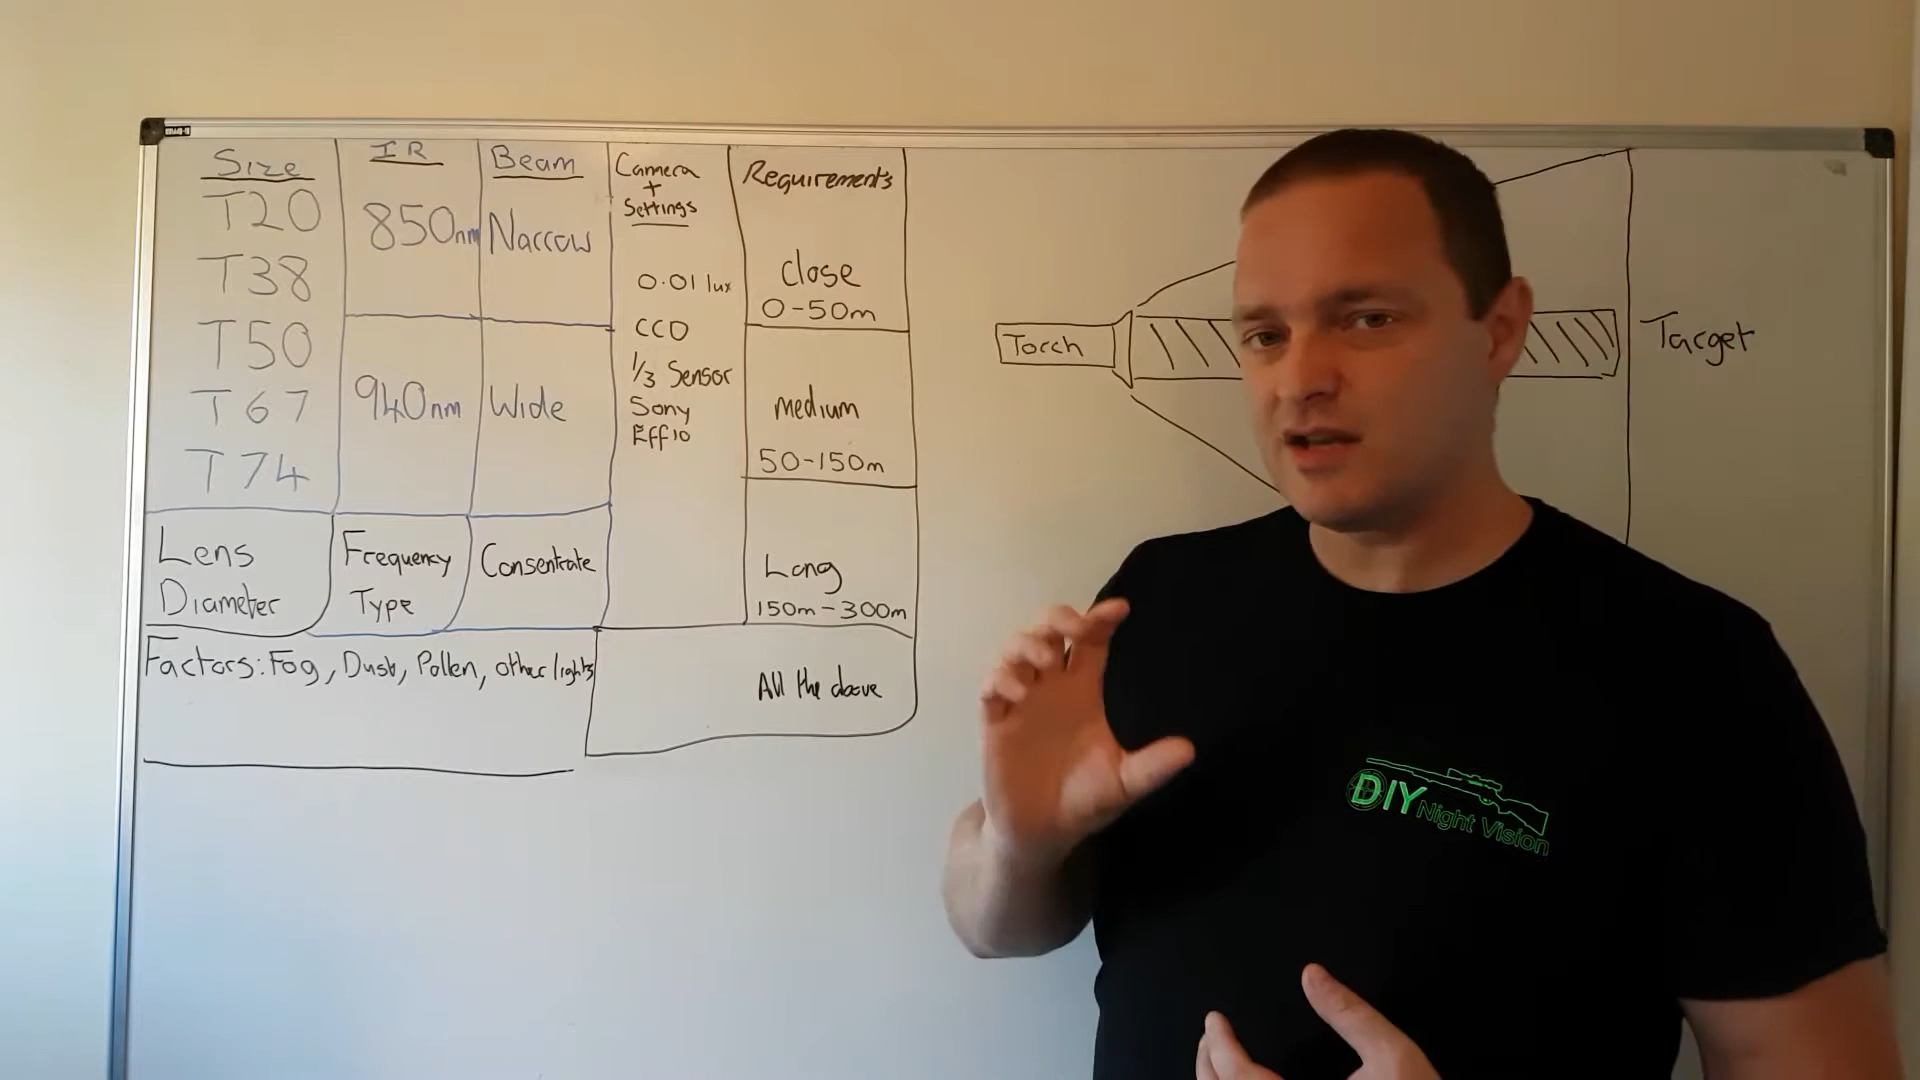 Size
T20
T38
T50
T67
T74
Lens
Diameter
IR
850nm
940nm
Frequency
Type
Beam
Narrow
Wide
Consentrate
Camera
+
Settings
0.01 lux
CCD
1/3 Sensor
Sony
Effio
Requirements
Close
0-50m
medium
50-150m
Long
150m-300m
All the above
Factors: Fog, Dust, Pollen, other lights
Torch
Target
DIY Night Vision